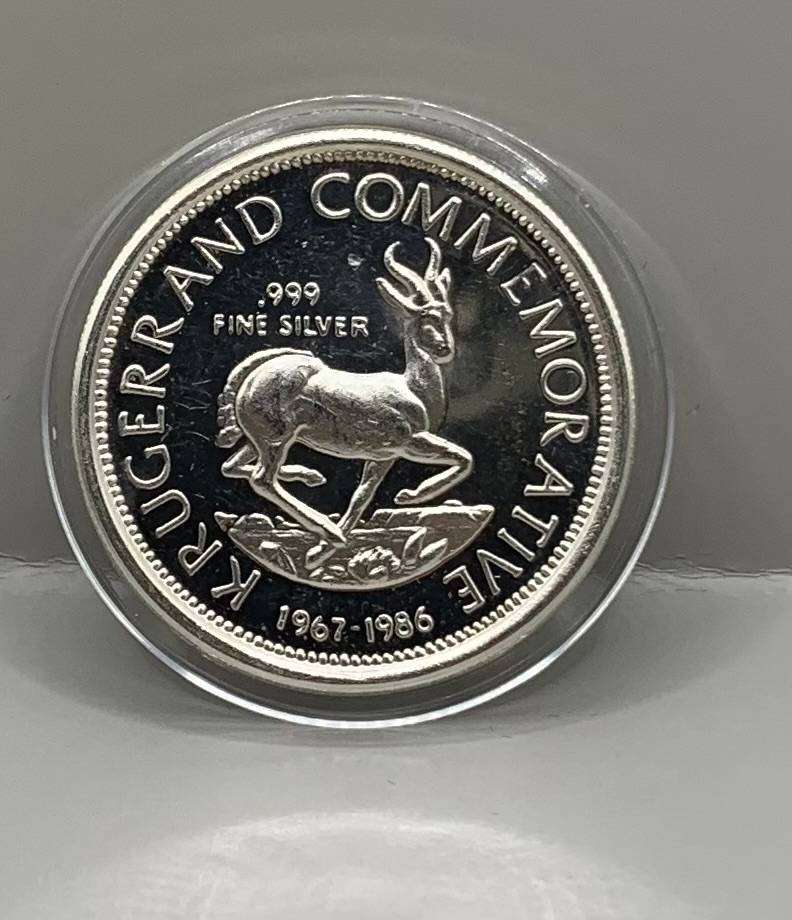 KRUGERRAND COMMEMORATIVE
.999
FINE SILVER
1967-1986